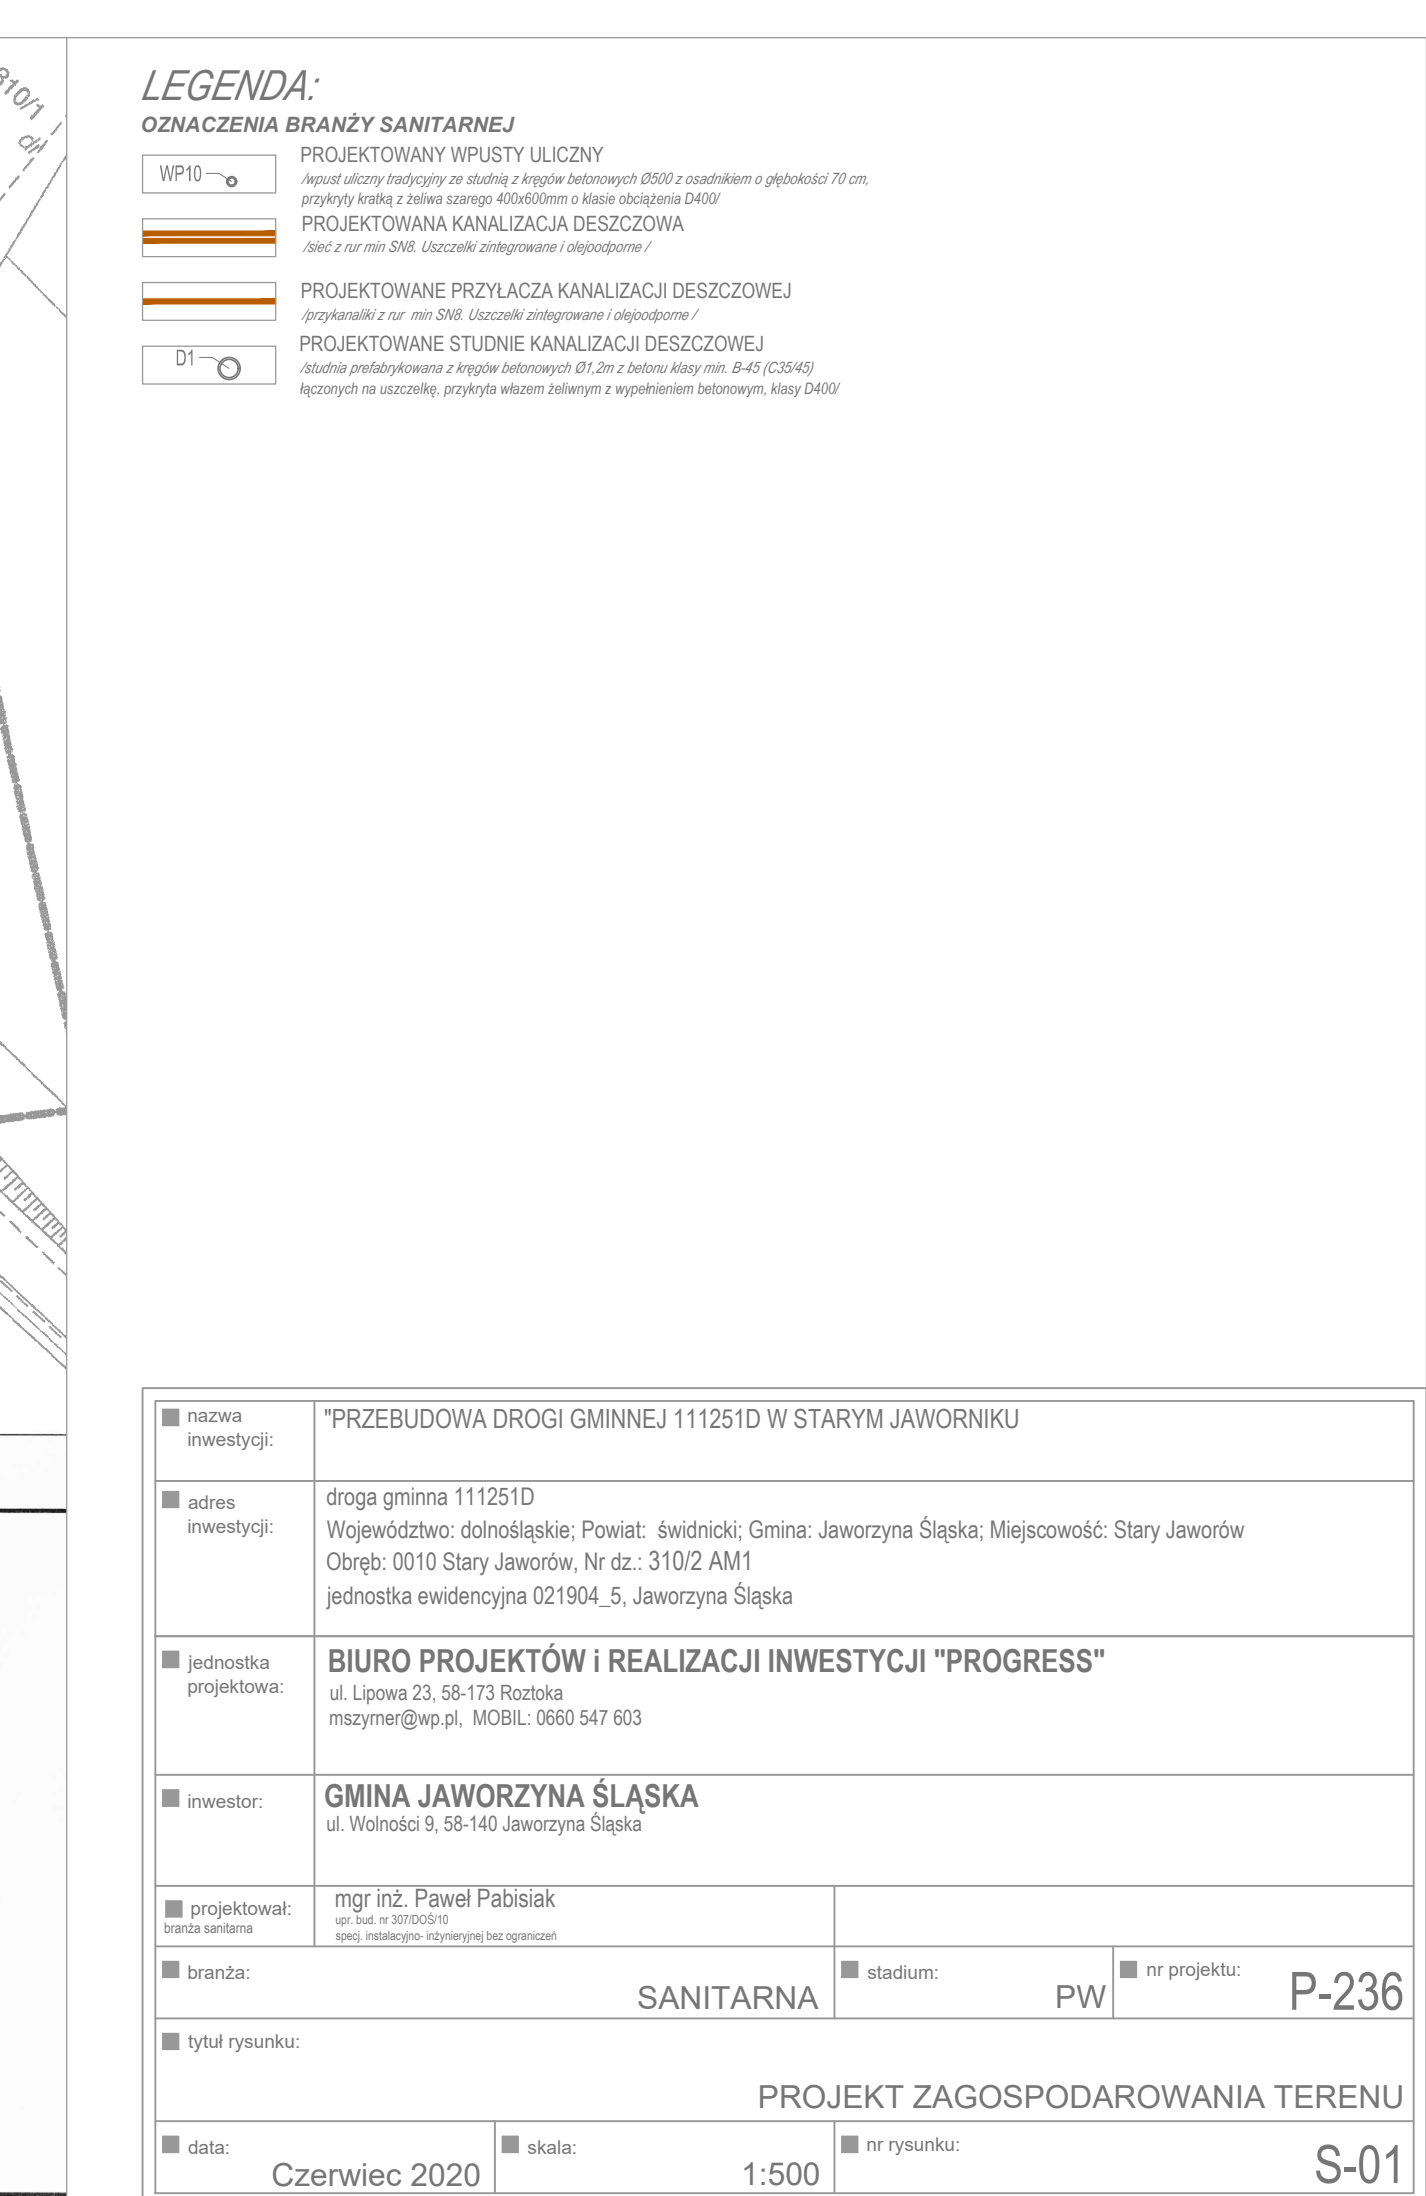 310/1
dr
LEGENDA:
OZNACZENIA BRANŻY SANITARNEJ
WP10
PROJEKTOWANY WPUSTY ULICZNY
/wpust uliczny tradycyjny ze studnią z kręgów betonowych Ø500 z osadnikiem o głębokości 70 cm,
przykryty kratką z żeliwa szarego 400x600mm o klasie obciążenia D400/
PROJEKTOWANA KANALIZACJA DESZCZOWA
/sieć z rur min SN8. Uszczelki zintegrowane i olejoodporne /
PROJEKTOWANE PRZYŁACZA KANALIZACJI DESZCZOWEJ
/przykanaliki z rur min SN8. Uszczelki zintegrowane i olejoodporne /
D1
PROJEKTOWANE STUDNIE KANALIZACJI DESZCZOWEJ
/studnia prefabrykowana z kręgów betonowych Ø1,2m z betonu klasy min. B-45 (C35/45)
łączonych na uszczelkę, przykryta włazem żeliwnym z wypełnieniem betonowym, klasy D400/
nazwa
inwestycji:
"PRZEBUDOWA DROGI GMINNEJ 111251D W STARYM JAWORNIKU
adres
inwestycji:
droga gminna 111251D
Województwo: dolnośląskie; Powiat: świdnicki; Gmina: Jaworzyna Śląska; Miejscowość: Stary Jaworów
Obręb: 0010 Stary Jaworów, Nr dz.: 310/2 AM1
jednostka ewidencyjna 021904_5, Jaworzyna Śląska
jednostka
projektowa:
BIURO PROJEKTÓW i REALIZACJI INWESTYCJI "PROGRESS"
ul. Lipowa 23, 58-173 Roztoka
mszyrner@wp.pl, MOBIL: 0660 547 603
inwestor:
GMINA JAWORZYNA ŚLĄSKA
ul. Wolności 9, 58-140 Jaworzyna Śląska
projektował:
branża sanitarna
mgr inż. Paweł Pabisiak
upr. bud. nr 307/DOŚ/10
specj. instalacyjno- inżynieryjnej bez ograniczeń
branża:
SANITARNA
stadium:
PW
nr projektu:
P-236
tytuł rysunku:
PROJEKT ZAGOSPODAROWANIA TERENU
data:
Czerwiec 2020
skala:
1:500
nr rysunku:
S-01